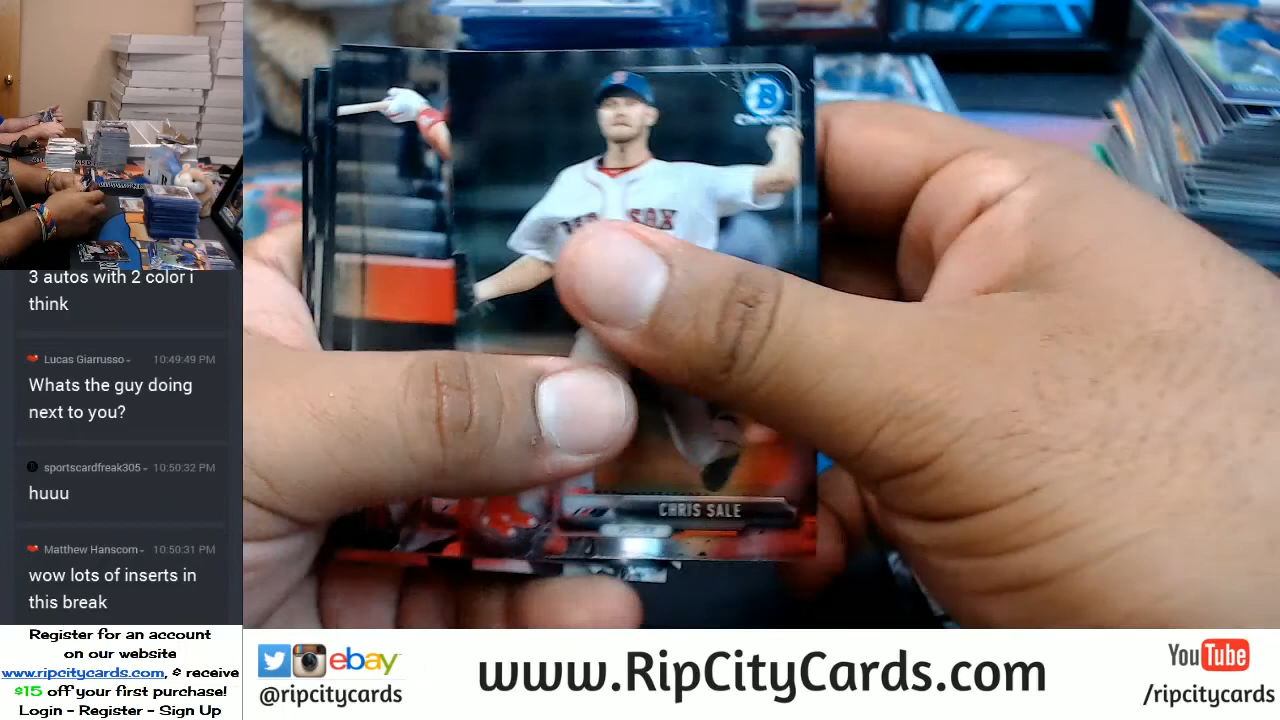 3 autos with 2 color i
think
Lucas Giarrusso 10:49:49 PM
Whats the guy doing
next to you?
sportscardfreak305 10:50:32 PM
huuu
Matthew Hanscom 10:50:31 PM
wow lots of inserts in
this break
Register for an account
on our website
www.ripcitycards.com, & receive
$15 off your first purchase!
Login - Register - Sign Up
B
SOX
CHRIS SALE
ebay
@ripcitycards
www.RipCityCards.com
YouTube
/ripcitycards